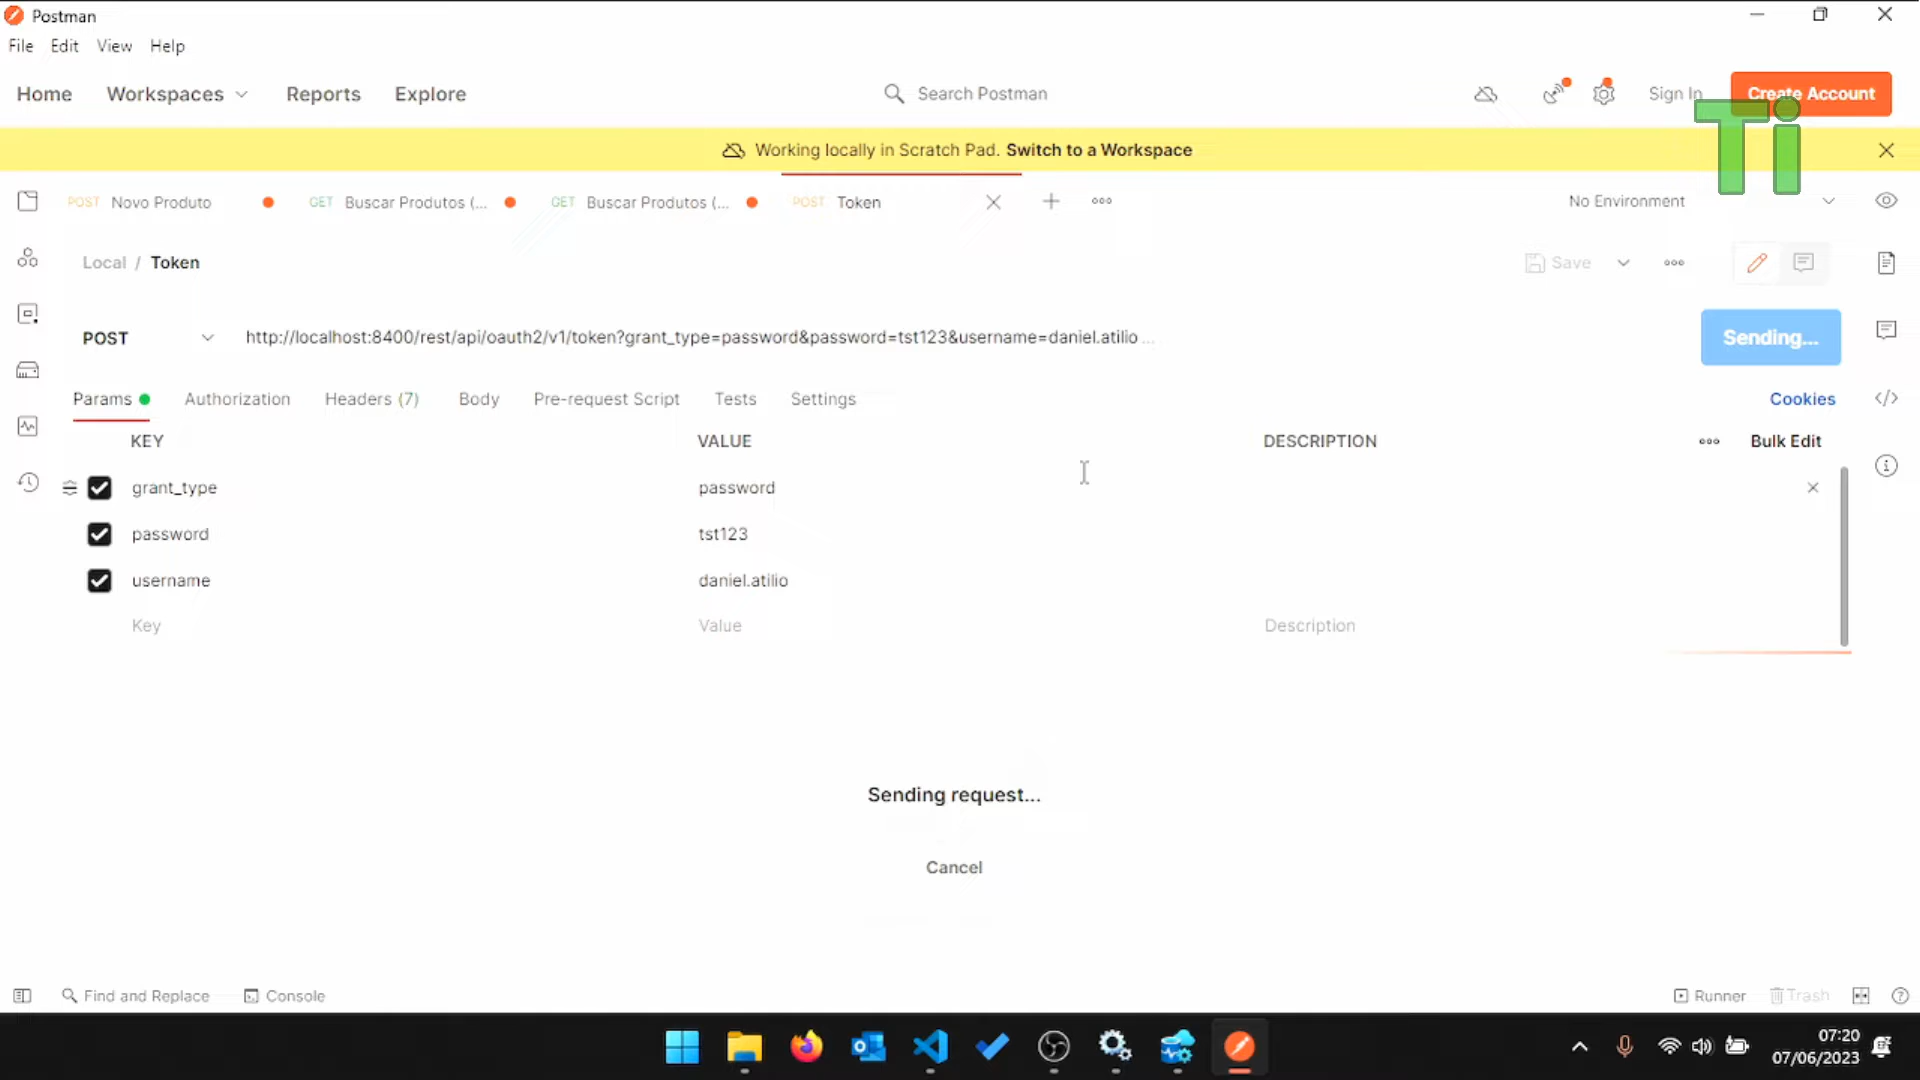 Postman
File Edit View Help
Home Workspaces Reports Explore Search Postman Sign In Create Account
Ti
Working locally in Scratch Pad. Switch to a Workspace
POST Novo Produto GET Buscar Produtos (... GET Buscar Produtos (... POST Token No Environment
Local / Token Save
POST http://localhost:8400/rest/api/oauth2/v1/token?grant_type=password&password=tst123&username=daniel.atilio ... Sending...
Params Authorization Headers (7) Body Pre-request Script Tests Settings Cookies
KEY VALUE DESCRIPTION Bulk Edit
grant_type password
password tst123
username daniel.atilio
Key Value Description
Sending request...
Cancel
Find and Replace Console Runner Trash
07:20
07/06/2023